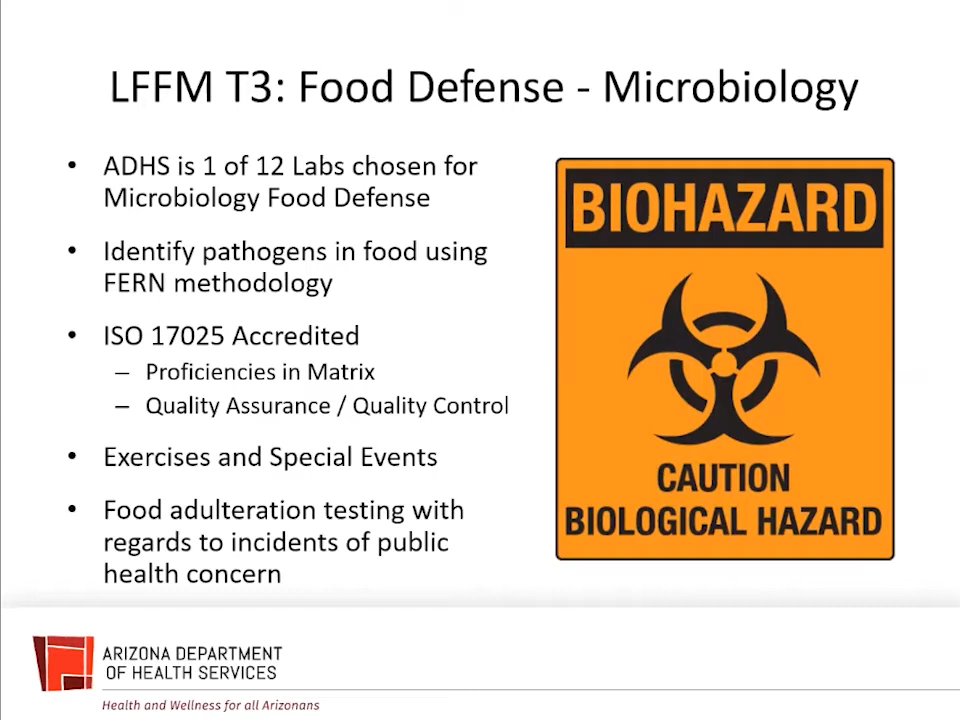 LFFM T3: Food Defense - Microbiology
• ADHS is 1 of 12 Labs chosen for
Microbiology Food Defense
• Identify pathogens in food using
FERN methodology
• ISO 17025 Accredited
– Proficiencies in Matrix
– Quality Assurance / Quality Control
• Exercises and Special Events
• Food adulteration testing with
regards to incidents of public
health concern
BIOHAZARD
CAUTION
BIOLOGICAL HAZARD
ARIZONA DEPARTMENT
OF HEALTH SERVICES
Health and Wellness for all Arizonans